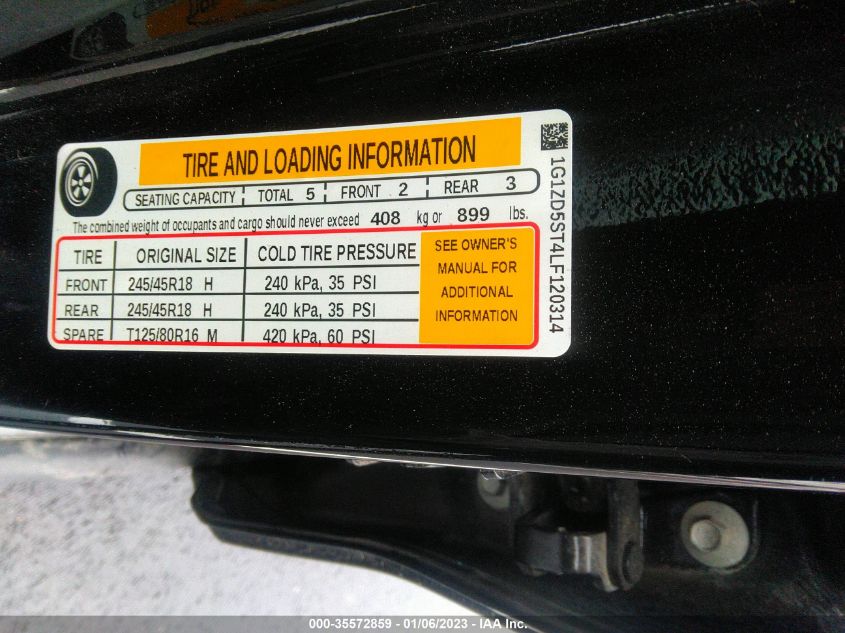 TIRE AND LOADING INFORMATION
SEATING CAPACITY TOTAL 5 FRONT 2 REAR 3
The combined weight of occupants and cargo should never exceed 408 kg or 899 lbs.
TIRE ORIGINAL SIZE COLD TIRE PRESSURE
FRONT 245/45R18 H 240 kPa, 35 PSI
REAR 245/45R18 H 240 kPa, 35 PSI
SPARE T125/80R16 M 420 kPa, 60 PSI
SEE OWNER'S
MANUAL FOR
ADDITIONAL
INFORMATION
1G1ZD5ST4LF120314
000-35572859 - 01/06/2023 - IAA Inc.